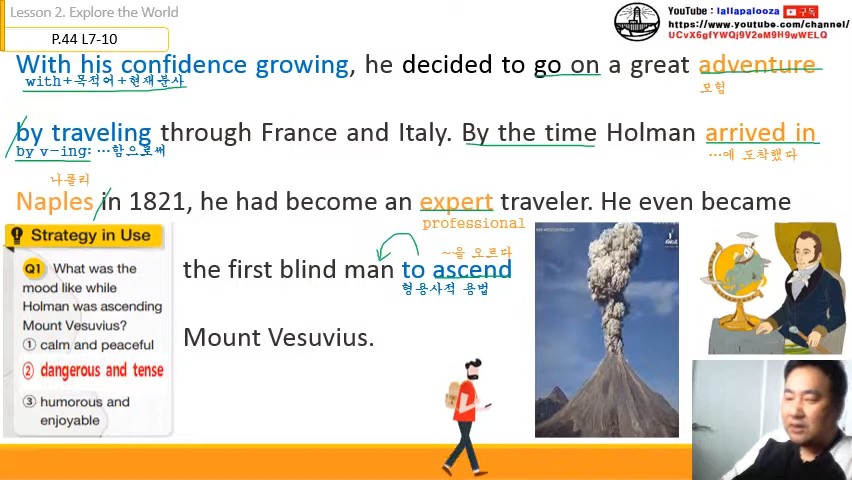 Lesson 2. Explore the World
P.44 L7-10
YouTube : lallapalooza 구독
https://www.youtube.com/channel/
UCvX6gfYWQj9V2eM9H9wWELQ
With his confidence growing, he decided to go on a great adventure
with+목적어+현재분사
모험
by traveling through France and Italy. By the time Holman arrived in
by v-ing: …함으로써
…에 도착했다
나폴리
Naples in 1821, he had become an expert traveler. He even became
professional
~~을 오르다
the first blind man to ascend
형용사적 용법
Mount Vesuvius.
Strategy in Use
Q1 What was the
mood like while
Holman was ascending
Mount Vesuvius?
① calm and peaceful
② dangerous and tense
③ humorous and
enjoyable